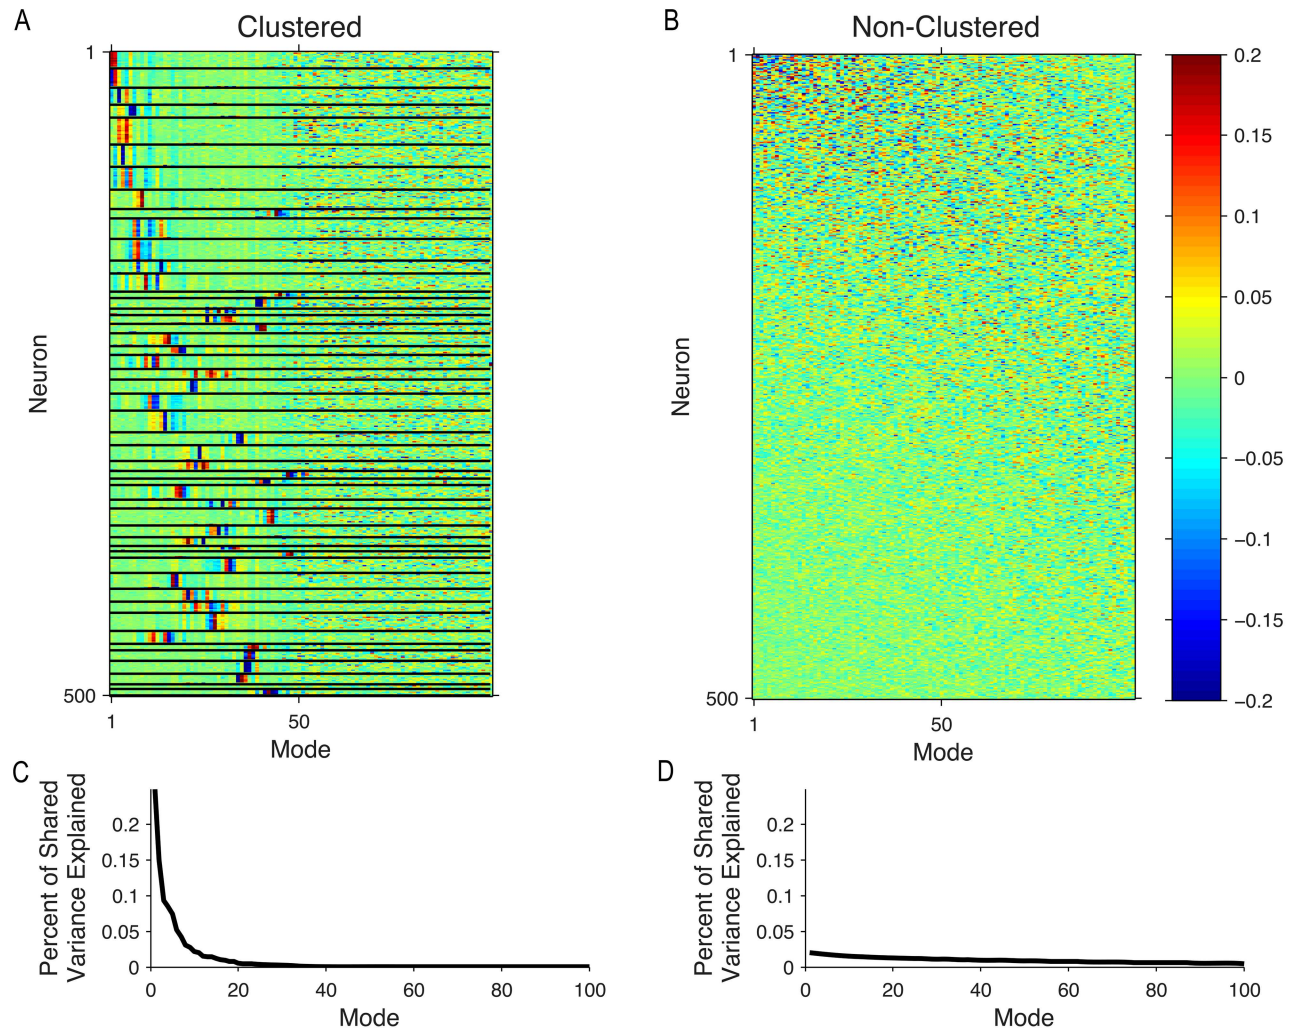 A
Clustered
1
Neuron
500
1
50
Mode
B
Non-Clustered
1
Neuron
500
1
50
Mode
0.2
0.15
0.1
0.05
0
−0.05
−0.1
−0.15
−0.2
C
Percent of Shared
Variance Explained
0.2
0.15
0.1
0.05
0
0
20
40
60
80
100
Mode
D
Percent of Shared
Variance Explained
0.2
0.15
0.1
0.05
0
0
20
40
60
80
100
Mode